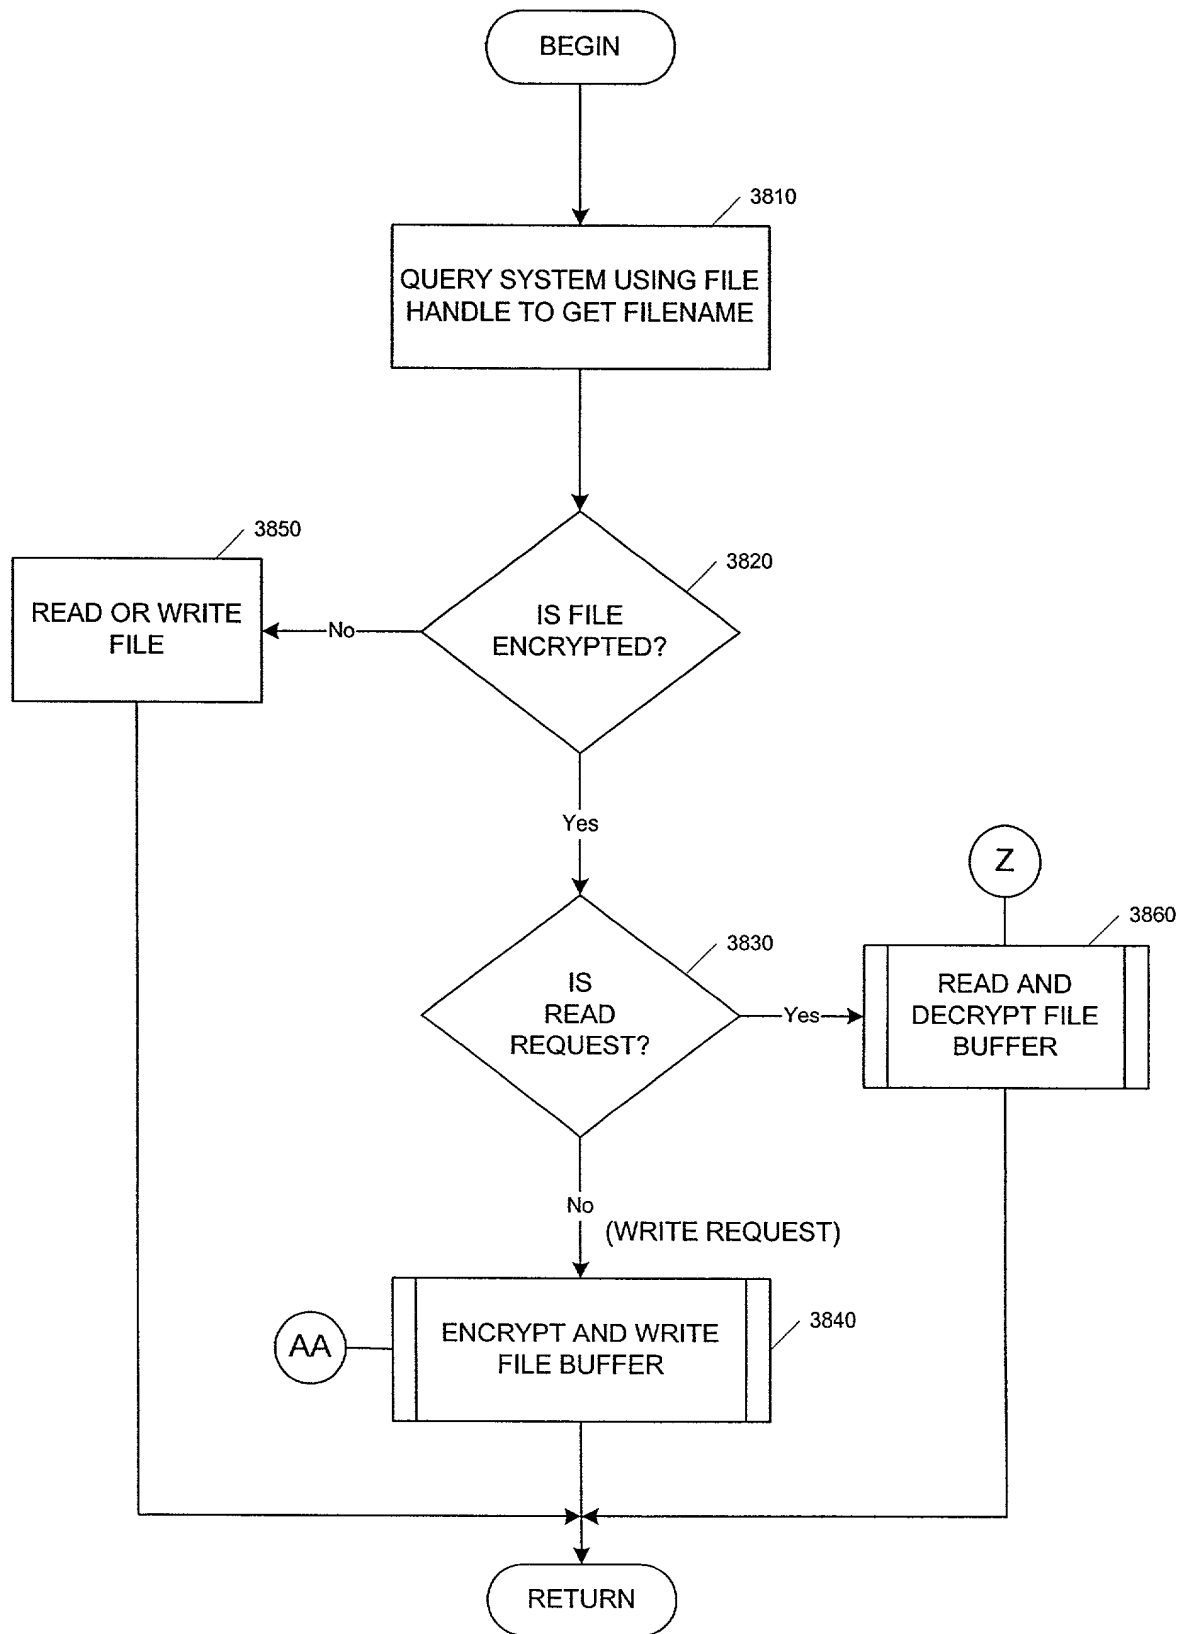 BEGIN
3810
QUERY SYSTEM USING FILE
HANDLE TO GET FILENAME
3850
READ OR WRITE
FILE
No
3820
IS FILE
ENCRYPTED?
Yes
Z
3830
IS
READ
REQUEST?
Yes
3860
READ AND
DECRYPT FILE
BUFFER
No
(WRITE REQUEST)
AA
3840
ENCRYPT AND WRITE
FILE BUFFER
RETURN